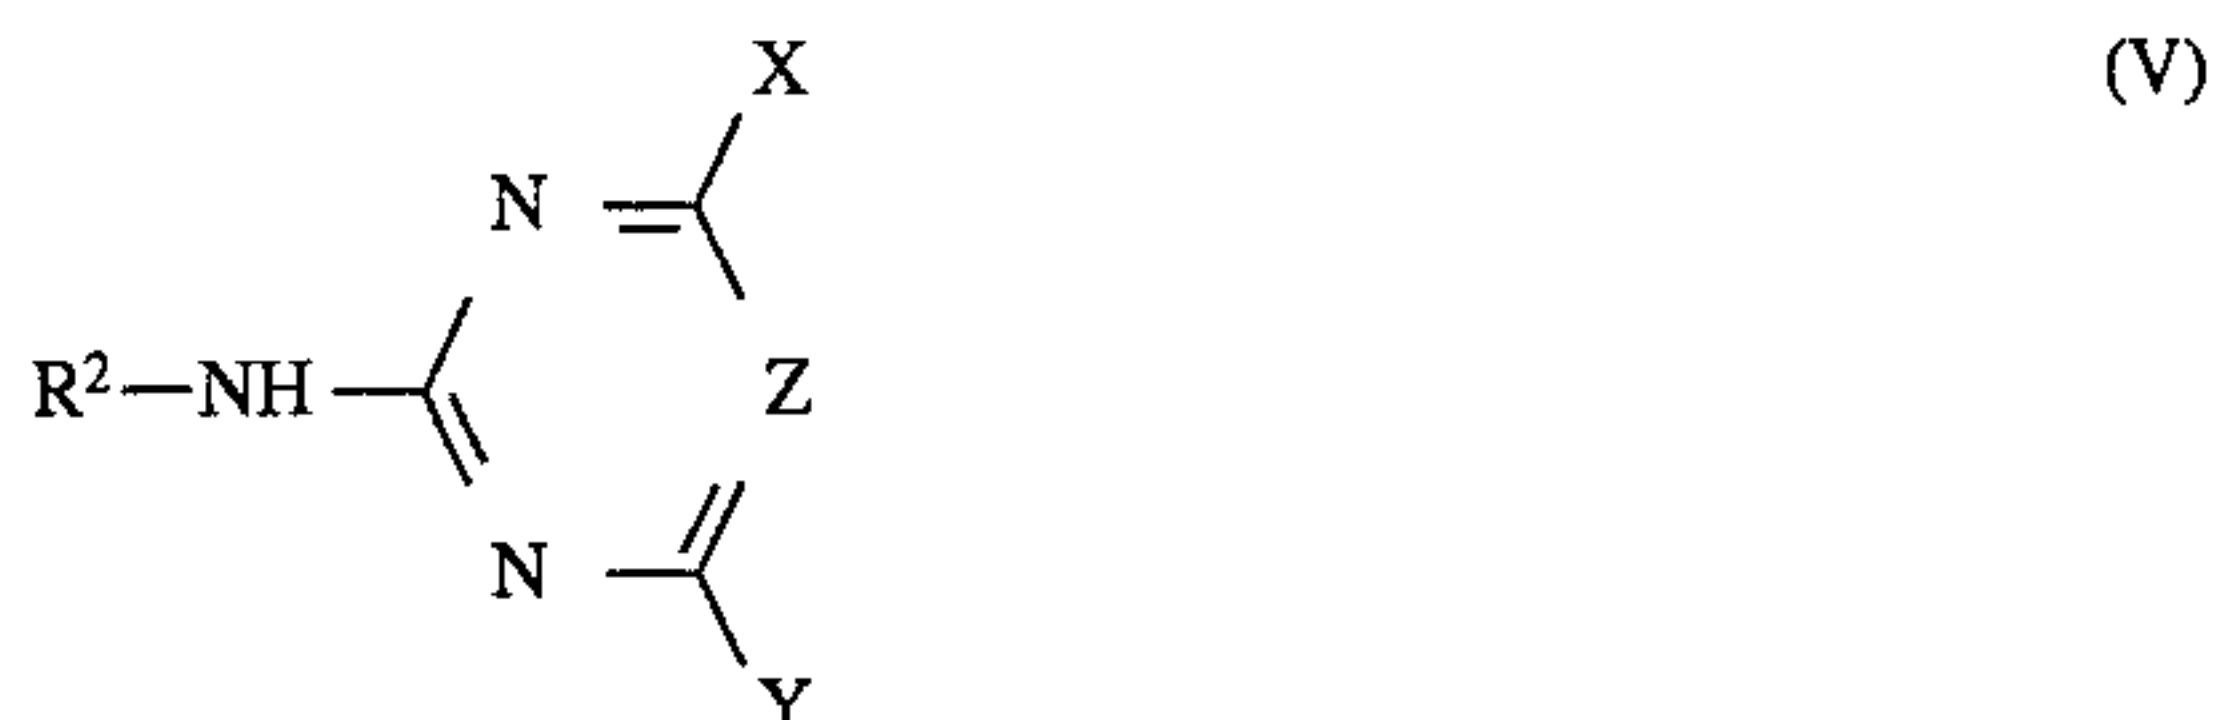 X (V)
N
R²—NH Z
N
Y